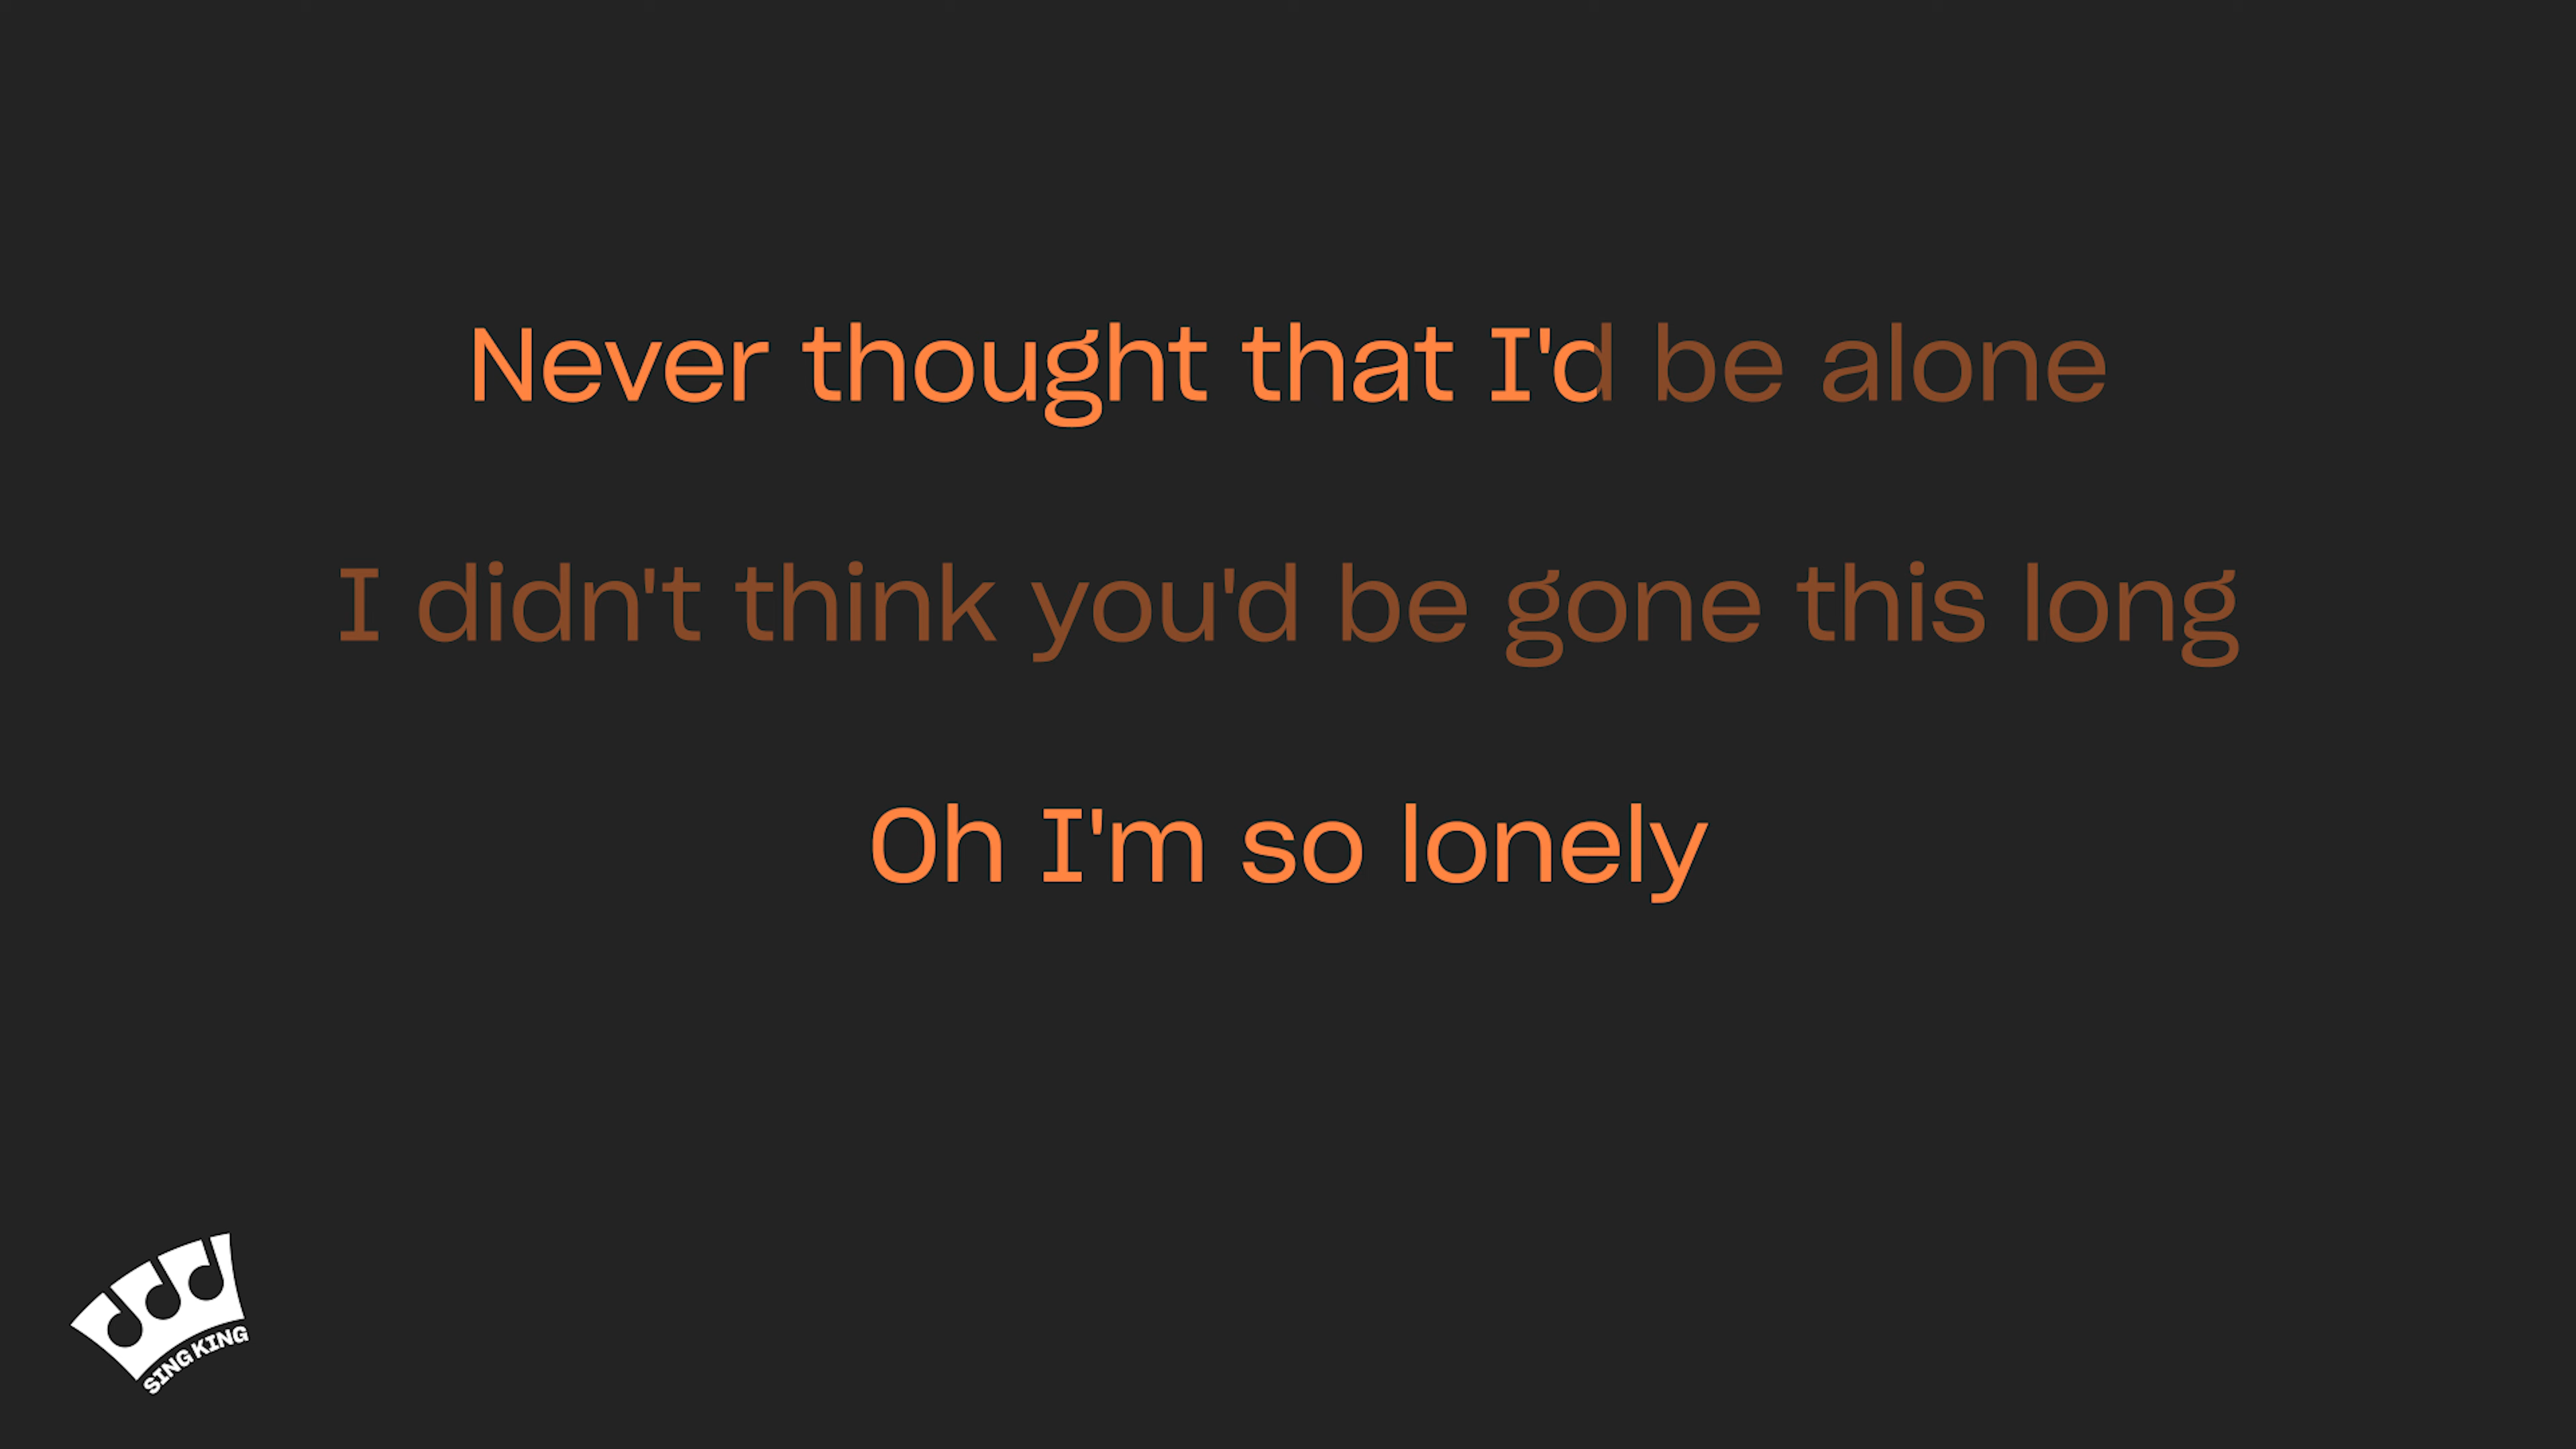 Never thought that I'd be alone
I didn't think you'd be gone this long
Oh I'm so lonely
SING KING